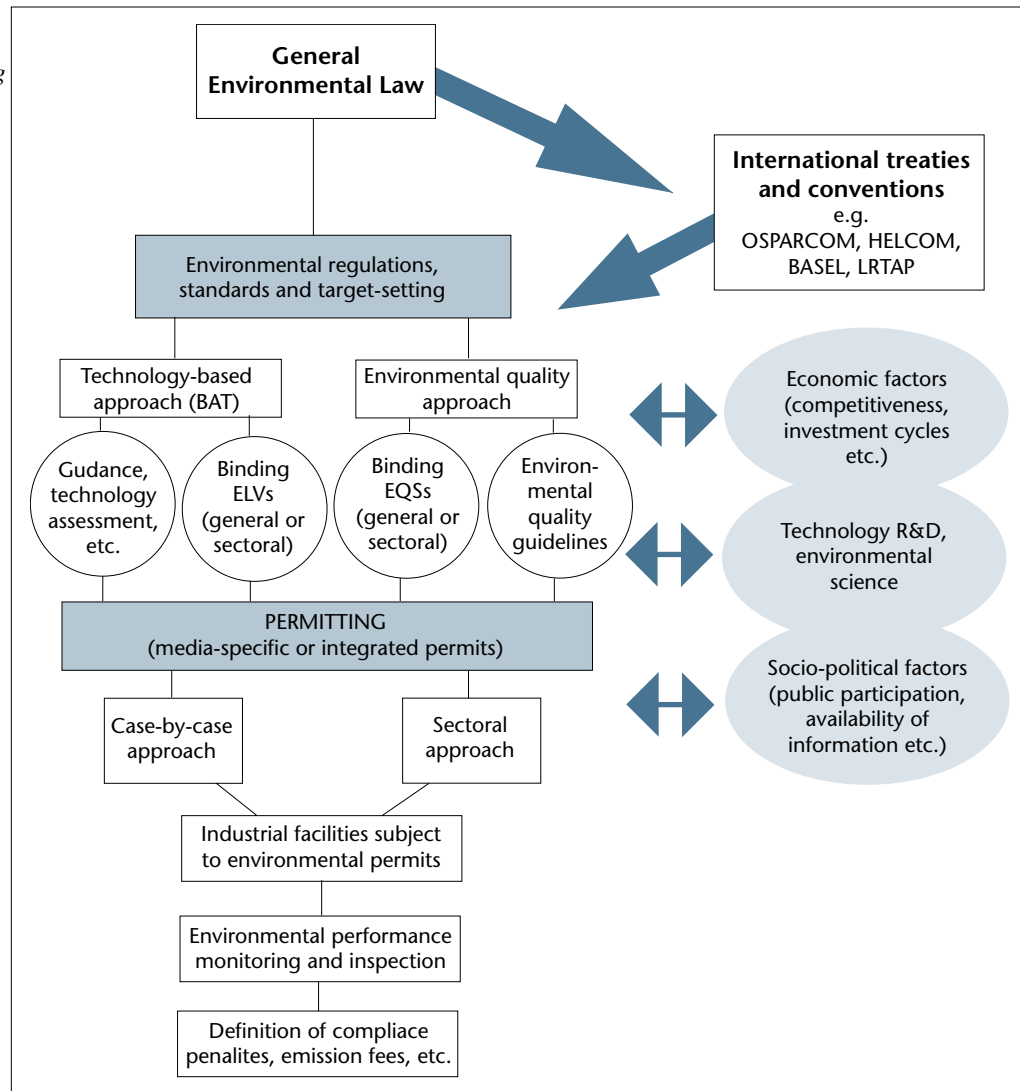 g
General
Environmental Law
International treaties
and conventions
e.g.
OSPARCOM, HELCOM,
BASEL, LRTAP
Environmental regulations,
standards and target-setting
Technology-based
approach (BAT)
Environmental quality
approach
Economic factors
(competitiveness,
investment cycles
etc.)
Gudance,
technology
assessment,
etc.
Binding
ELVs
(general or
sectoral)
Binding
EQSs
(general or
sectoral)
Environ-
mental
quality
guidelines
Technology R&D,
environmental
science
PERMITTING
(media-specific or integrated permits)
Socio-political factors
(public participation,
availability of
information etc.)
Case-by-case
approach
Sectoral
approach
Industrial facilities subject
to environmental permits
Environmental performance
monitoring and inspection
Definition of compliace
penalites, emission fees, etc.